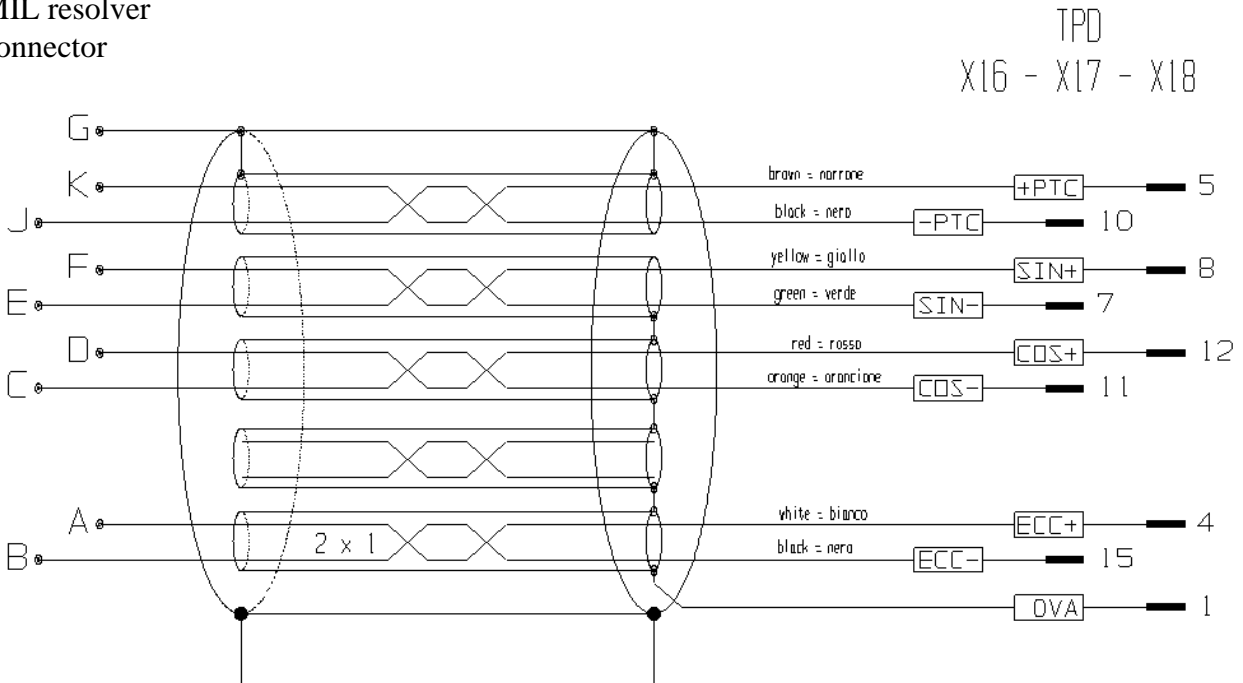 MIL resolver
onnector
TPD
X16 - X17 - X18
G
K brown = marrone +PTC 5
J black = nero -PTC 10
F yellow = giallo SIN+ 8
E green = verde SIN- 7
D red = rosso COS+ 12
C orange = arancione COS- 11
A white = bianco ECC+ 4
B 2 x 1 black = nero ECC- 15
0VA 1